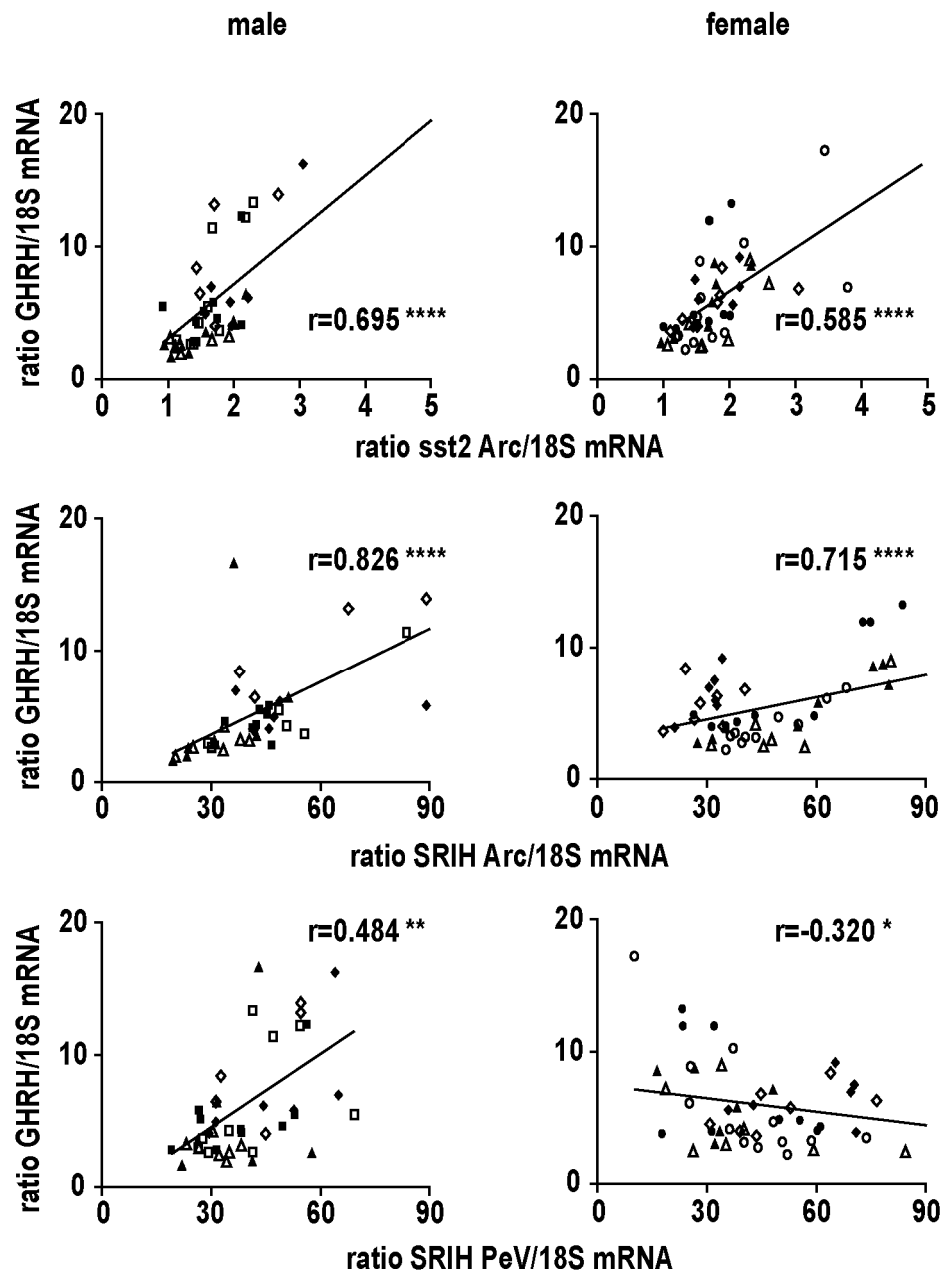 male
female
ratio GHRH/18S mRNA
20
10
0
r=0.695 ****
1 2 3 4 5
20
10
0
r=0.585 ****
0 1 2 3 4 5
ratio sst2 Arc/18S mRNA
ratio GHRH/18S mRNA
20
10
0
r=0.826 ****
0 30 60 90
20
10
0
r=0.715 ****
0 30 60 90
ratio SRIH Arc/18S mRNA
ratio GHRH/18S mRNA
20
10
0
r=0.484 **
30 60 90
20
10
0
r=-0.320 *
0 30 60 90
ratio SRIH PeV/18S mRNA